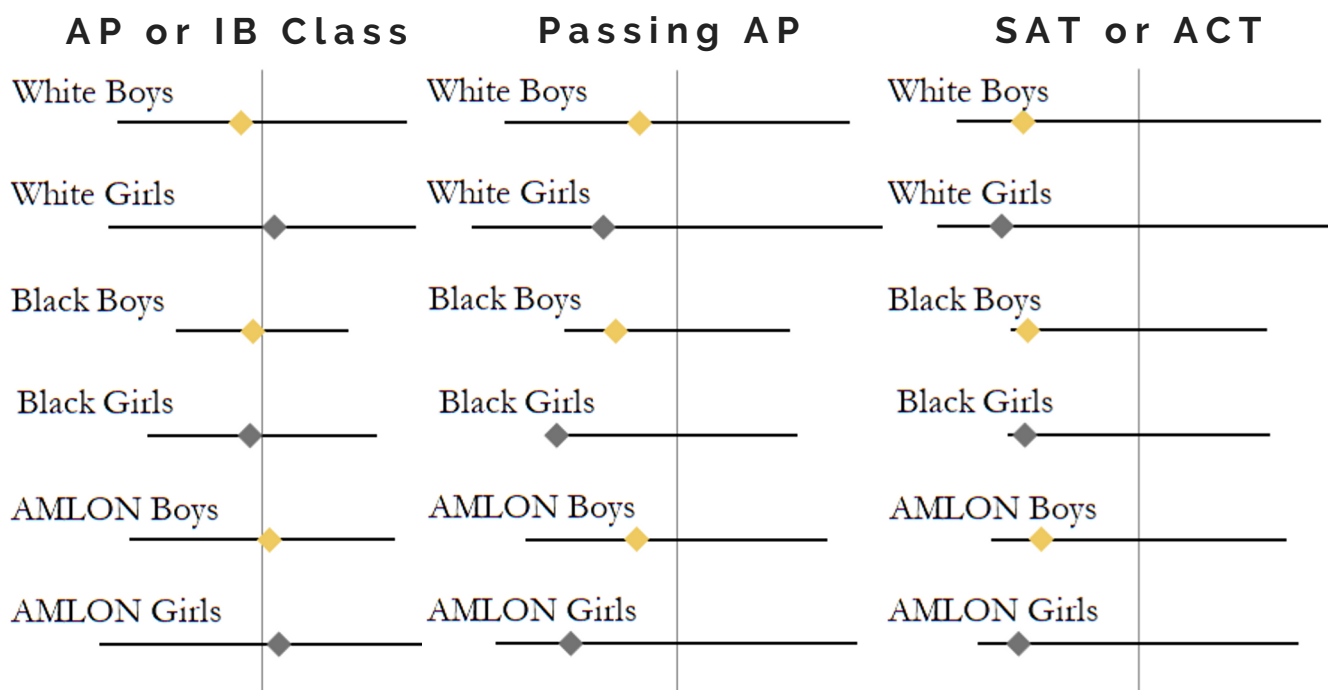 AP or IB Class
White Boys
White Girls
Black Boys
Black Girls
AMLON Boys
AMLON Girls
Passing AP
White Boys
White Girls
Black Boys
Black Girls
AMLON Boys
AMLON Girls
SAT or ACT
White Boys
White Girls
Black Boys
Black Girls
AMLON Boys
AMLON Girls